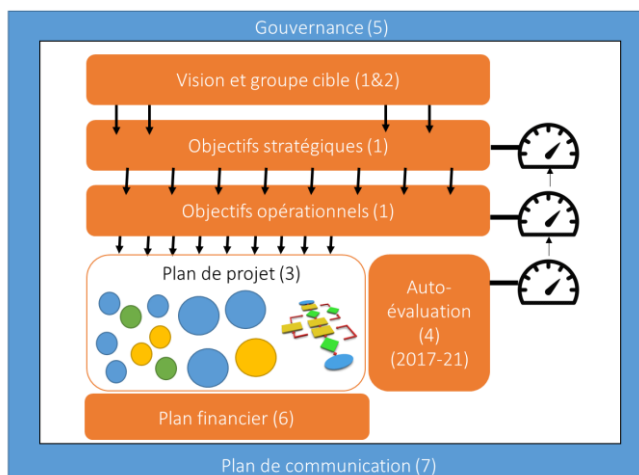 Gouvernance (5)
Vision et groupe cible (1&2)
Objectifs stratégiques (1)
Objectifs opérationnels (1)
Plan de projet (3)
Auto-
évaluation
(4)
(2017-21)
Plan financier (6)
Plan de communication (7)